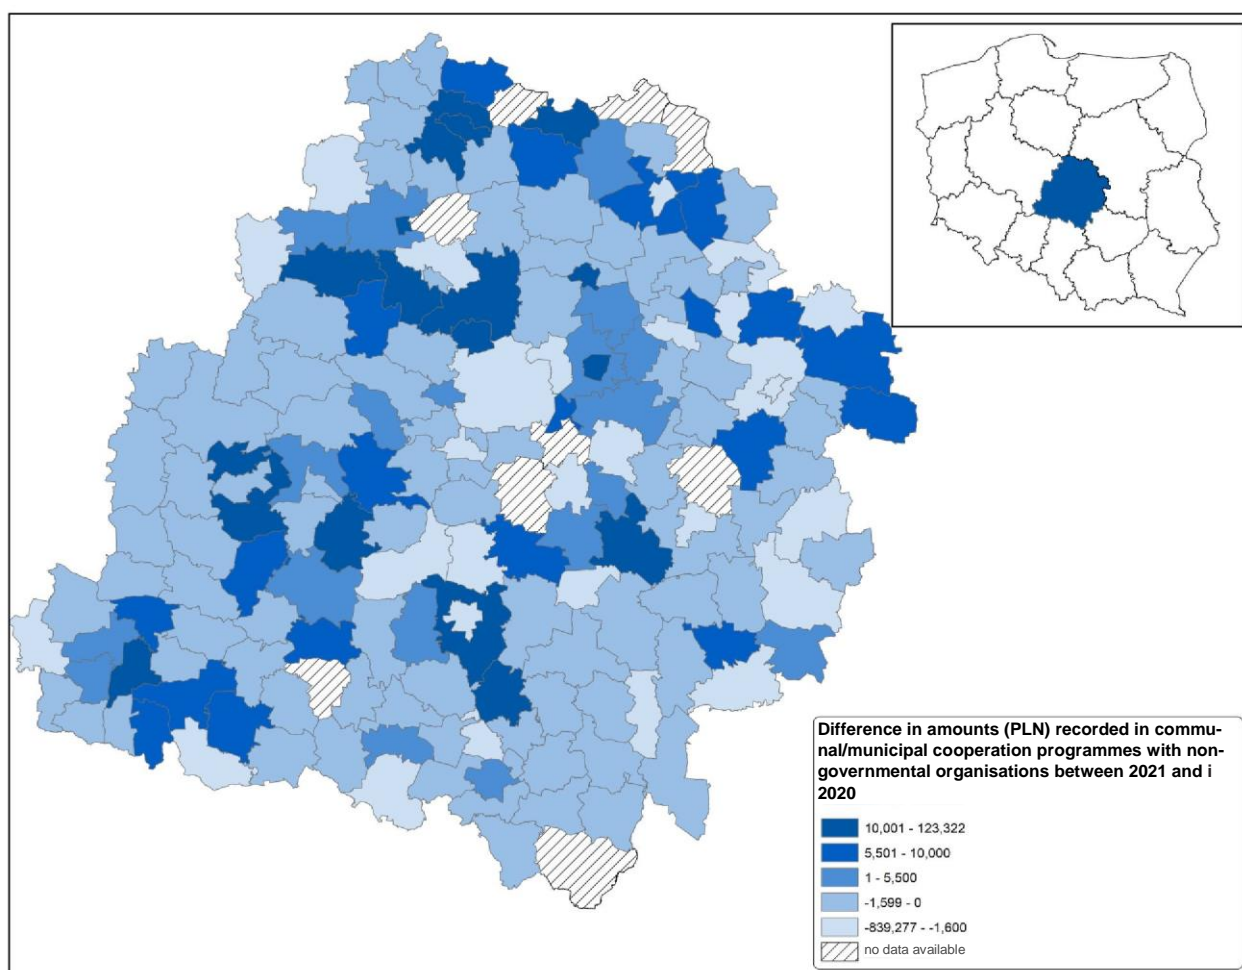 Difference in amounts (PLN) recorded in commu-
nal/municipal cooperation programmes with non-
governmental organisations between 2021 and i
2020
10,001 - 123,322
5,501 - 10,000
1 - 5,500
-1,599 - 0
-839,277 - -1,600
no data available